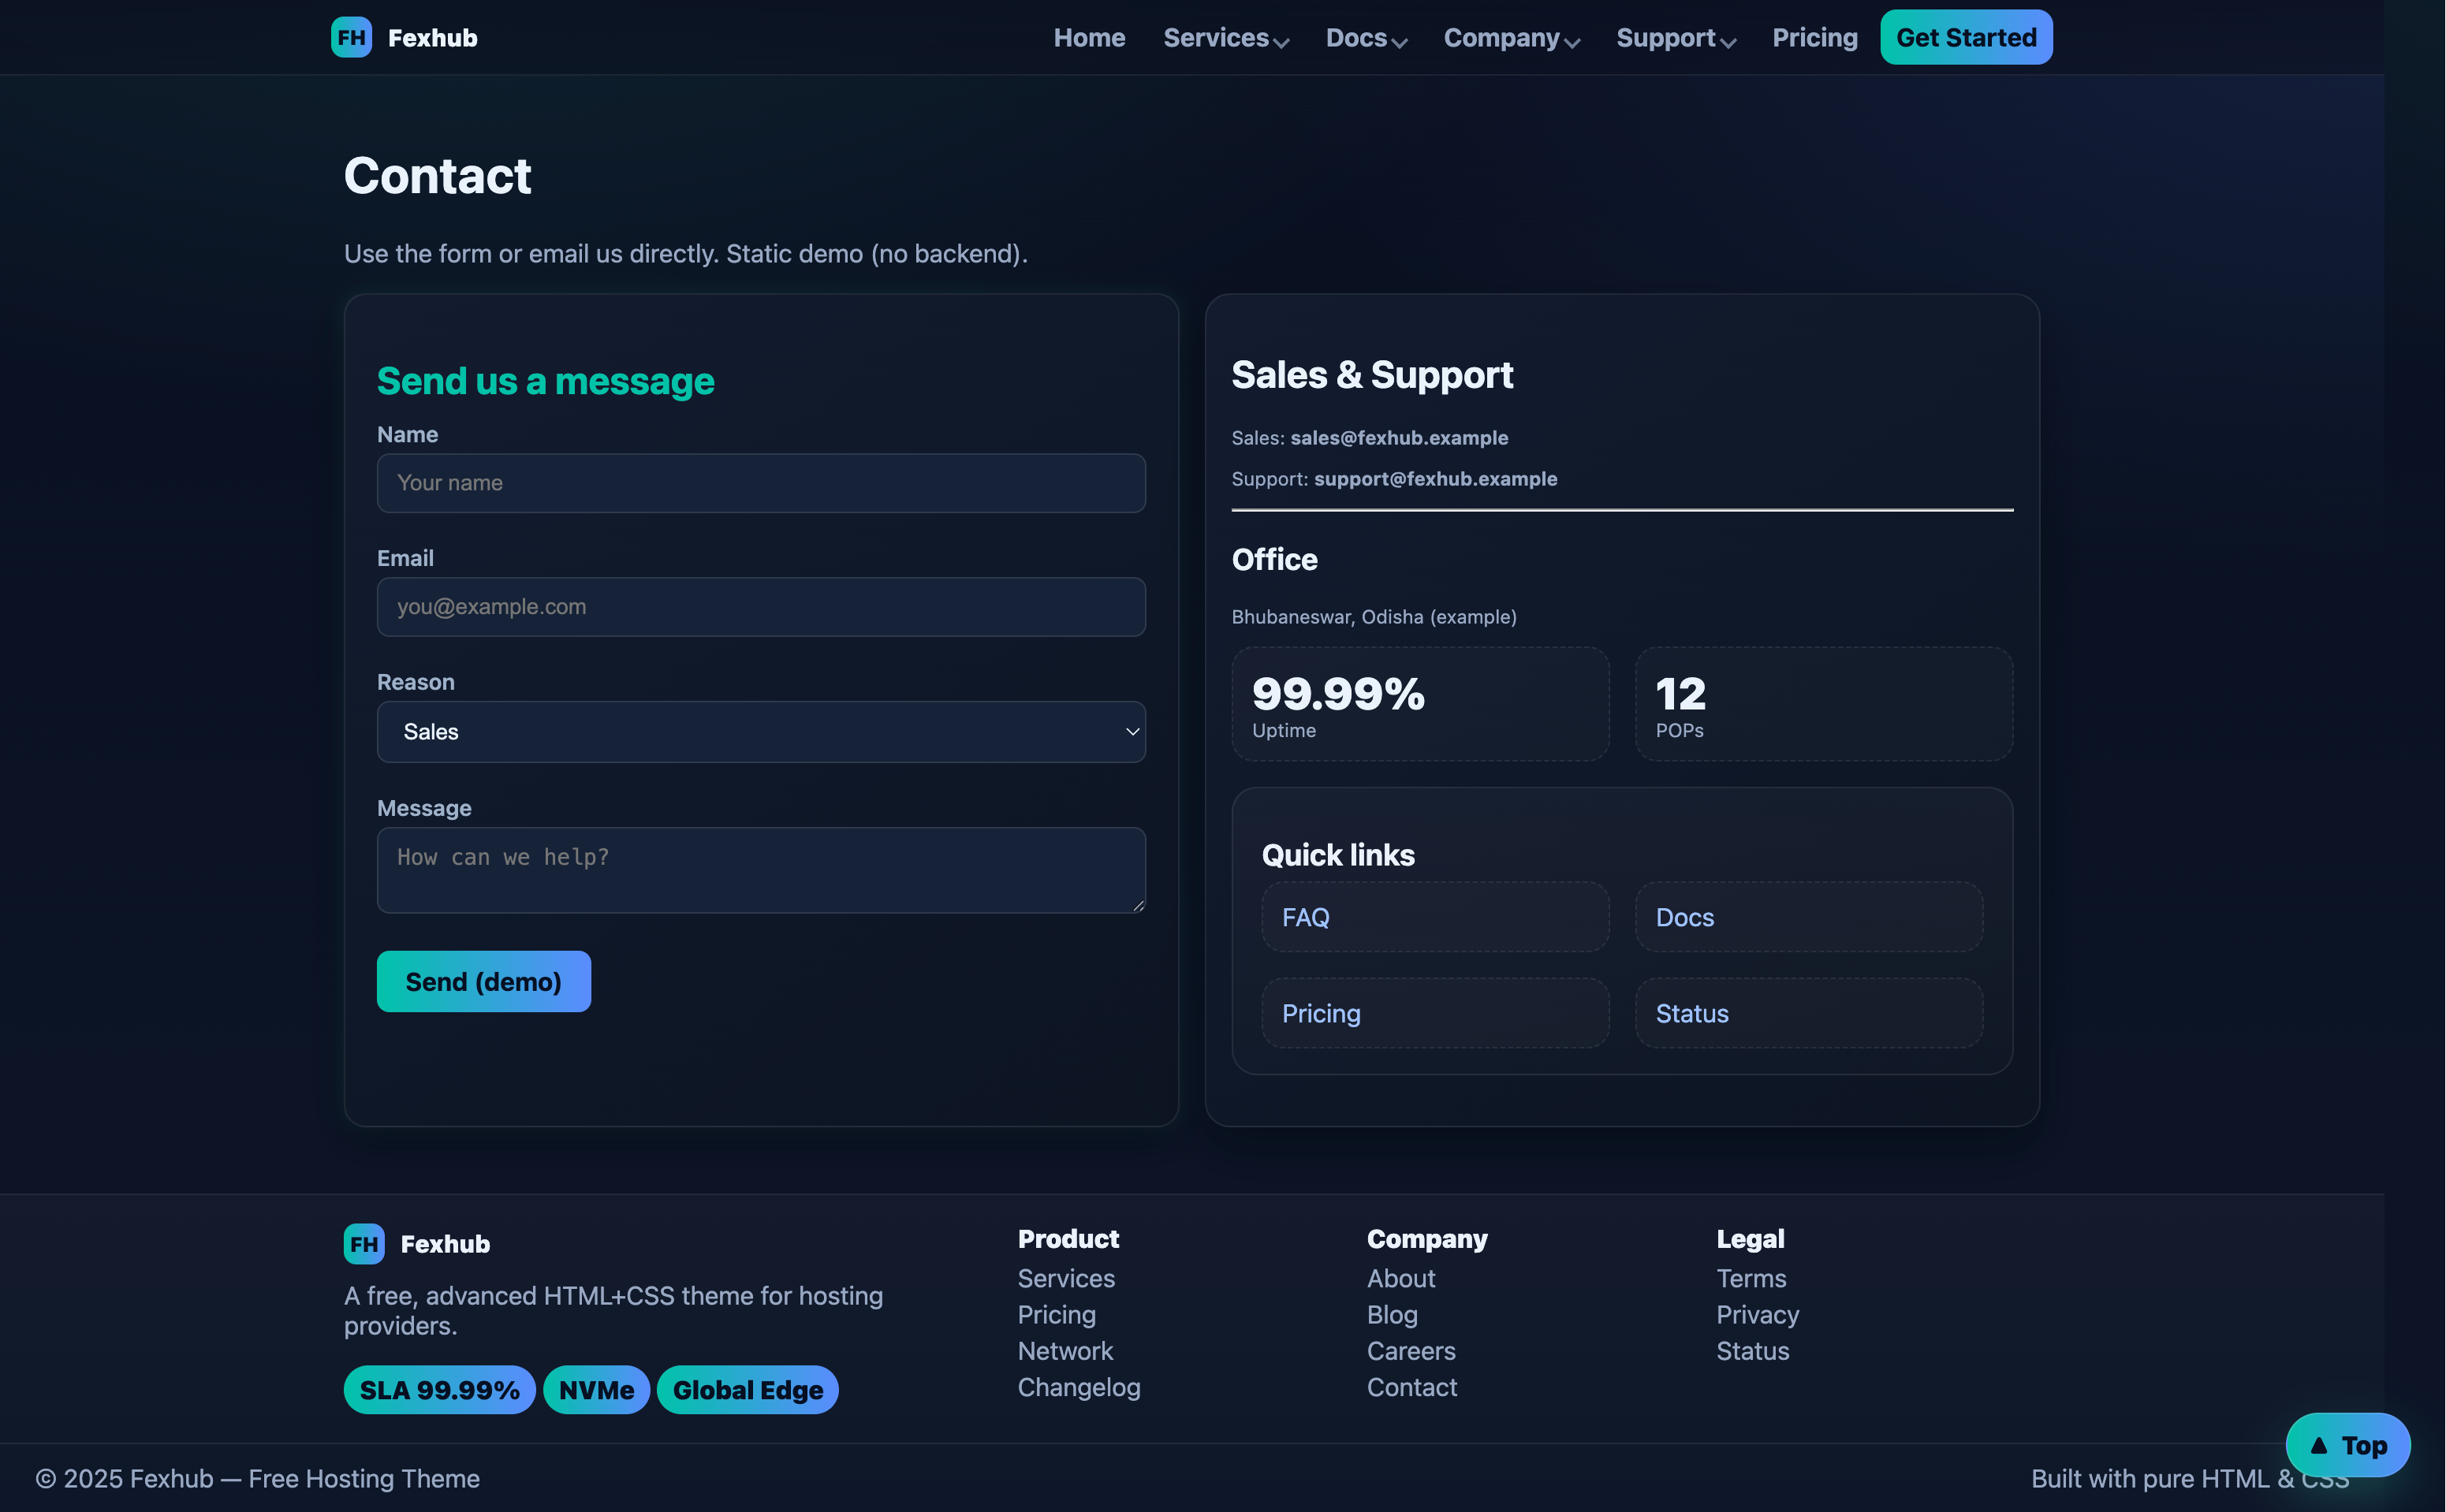 FH Fexhub
Home Services Docs Company Support Pricing Get Started
Contact
Use the form or email us directly. Static demo (no backend).
Send us a message
Name
Your name
Email
you@example.com
Reason
Sales
Message
How can we help?
Send (demo)
Sales & Support
Sales: sales@fexhub.example
Support: support@fexhub.example
Office
Bhubaneswar, Odisha (example)
99.99%
Uptime
12
POPs
Quick links
FAQ
Docs
Pricing
Status
FH Fexhub
A free, advanced HTML+CSS theme for hosting
providers.
SLA 99.99% NVMe Global Edge
Product
Services
Pricing
Network
Changelog
Company
About
Blog
Careers
Contact
Legal
Terms
Privacy
Status
▲ Top
© 2025 Fexhub — Free Hosting Theme
Built with pure HTML & CSS